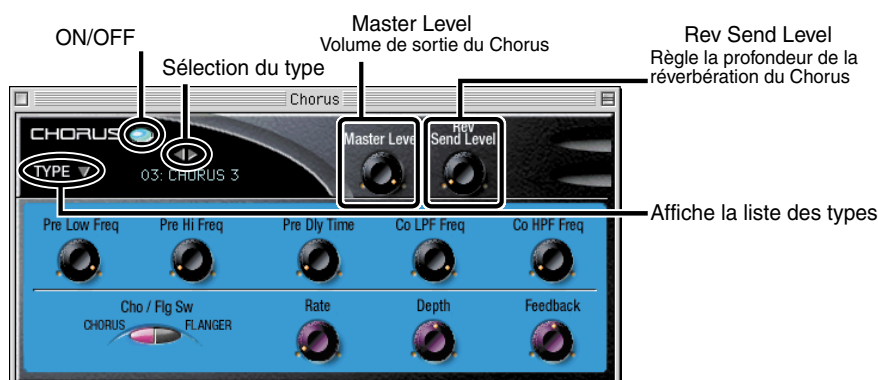 ON/OFF
Master Level
Volume de sortie du Chorus
Rev Send Level
Règle la profondeur de la
réverbération du Chorus
Sélection du type
Chorus
CHORUS
Master Level
Rev
Send Level
TYPE
03: CHORUS 3
Affiche la liste des types
Pre Low Freq
Pre Hi Freq
Pre Dly Time
Co LPF Freq
Co HPF Freq
Cho / Flg Sw
CHORUS
FLANGER
Rate
Depth
Feedback